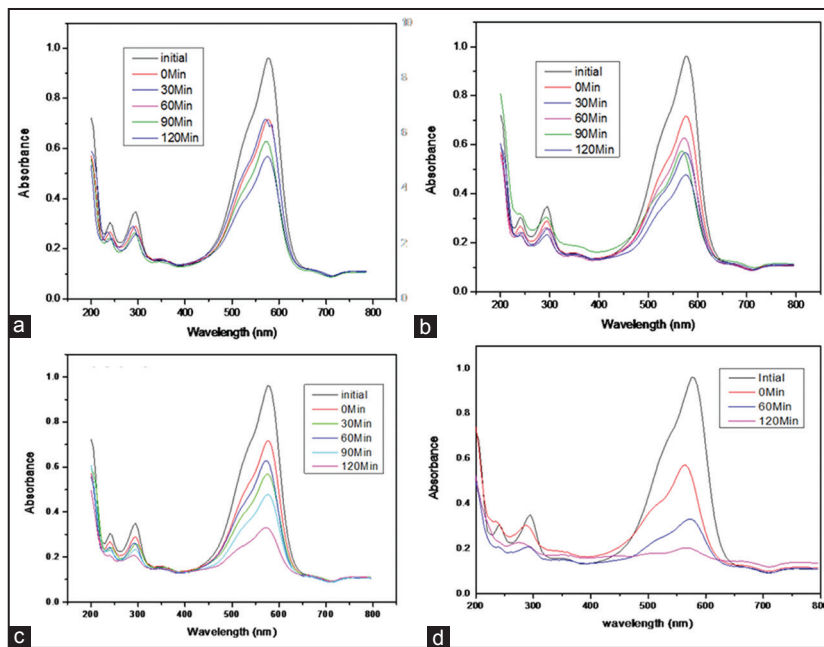 10
1.0
0.8
0.6
0.4
0.2
0.0
8
6
4
2
0
Absorbance
initial
0Min
30Min
60Min
90Min
120Min
200 300 400 500 600 700 800
Wavelength (nm)
a
1.0
0.8
0.6
0.4
0.2
0.0
Absorbance
initial
0Min
30Min
60Min
90Min
120Min
200 300 400 500 600 700 800
Wavelength (nm)
b
1.0
0.8
0.6
0.4
0.2
0.0
Absorbance
initial
0Min
30Min
60Min
90Min
120Min
200 300 400 500 600 700 800
Wavelength (nm)
c
1.0
0.8
0.6
0.4
0.2
0.0
Absorbance
Intial
0Min
60Min
120Min
200 300 400 500 600 700 800
wavelength (nm)
d